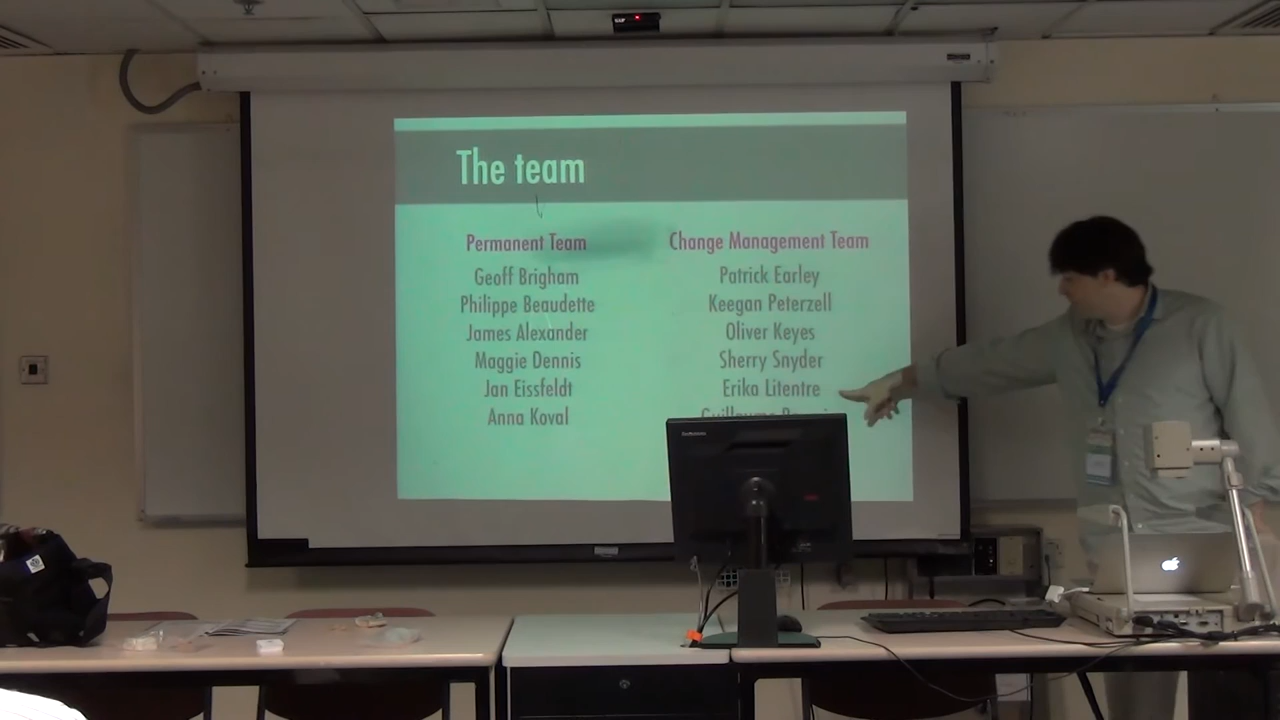 The team
Permanent Team
Geoff Brigham
Philippe Beaudette
James Alexander
Maggie Dennis
Jan Eissfeldt
Anna Koval
Change Management Team
Patrick Earley
Keegan Peterzell
Oliver Keyes
Sherry Snyder
Erika Litentre
Guillaume